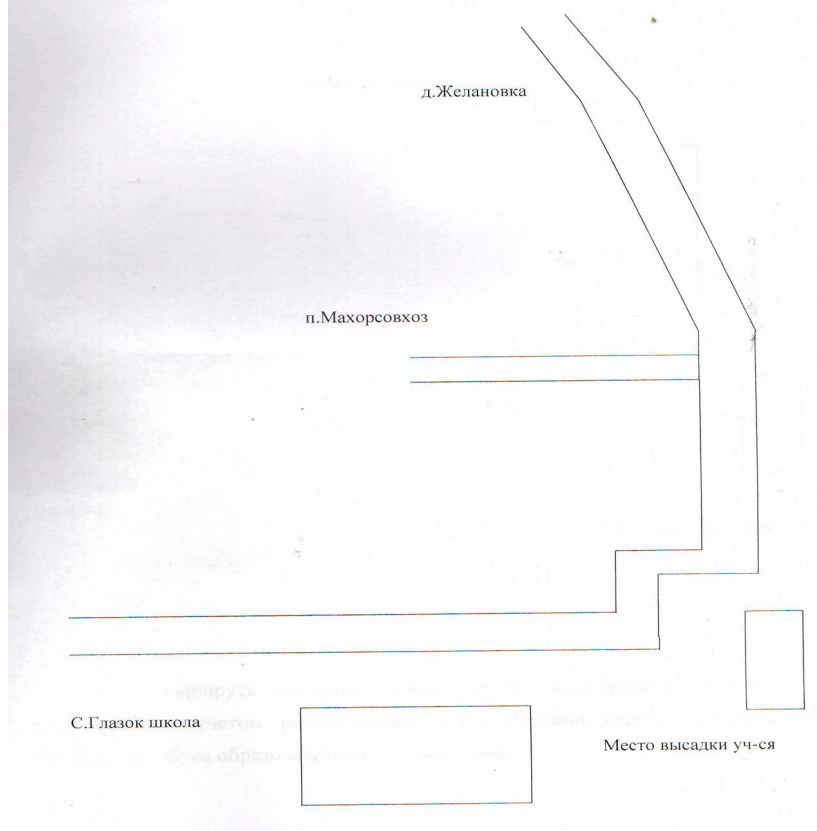 д.Желановка
п.Махорсовхоз
С.Глазок школа
Место высадки уч-ся